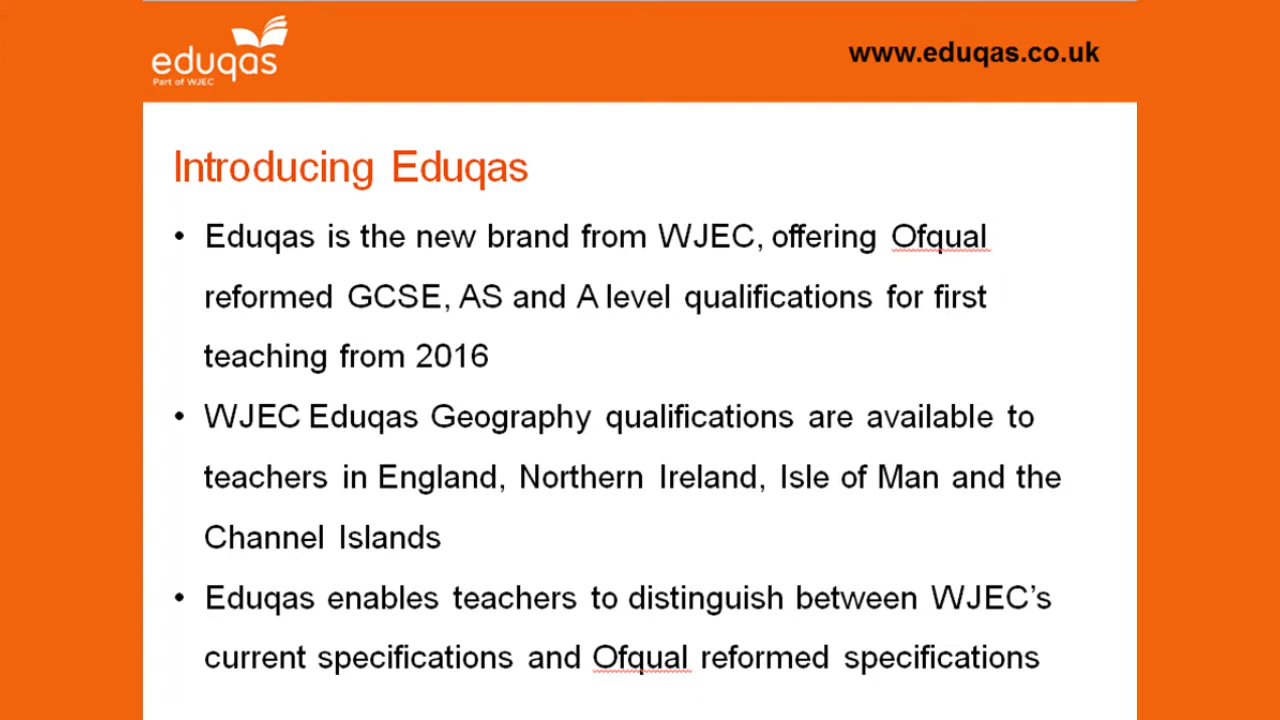 eduqas
Part of WJEC
www.eduqas.co.uk
Introducing Eduqas
• Eduqas is the new brand from WJEC, offering Ofqual
reformed GCSE, AS and A level qualifications for first
teaching from 2016
• WJEC Eduqas Geography qualifications are available to
teachers in England, Northern Ireland, Isle of Man and the
Channel Islands
• Eduqas enables teachers to distinguish between WJEC’s
current specifications and Ofqual reformed specifications